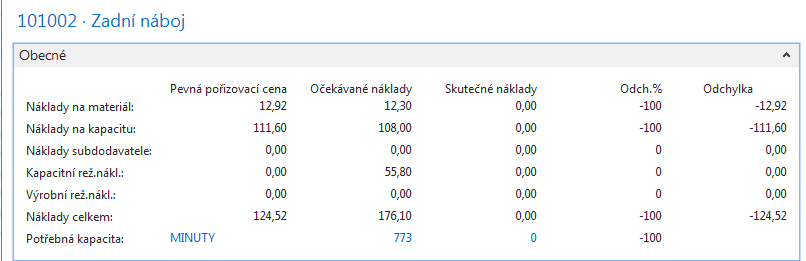 101002 · Zadní náboj
Obecné
Pevná pořizovací cena Očekávané náklady Skutečné náklady Odch.% Odchylka
Náklady na materiál: 12,92 12,30 0,00 -100 -12,92
Náklady na kapacitu: 111,60 108,00 0,00 -100 -111,60
Náklady subdodavatele: 0,00 0,00 0,00 0 0,00
Kapacitní rež.nákl.: 0,00 55,80 0,00 0 0,00
Výrobní rež.nákl.: 0,00 0,00 0,00 0 0,00
Náklady celkem: 124,52 176,10 0,00 -100 -124,52
Potřebná kapacita: MINUTY 773 0 -100